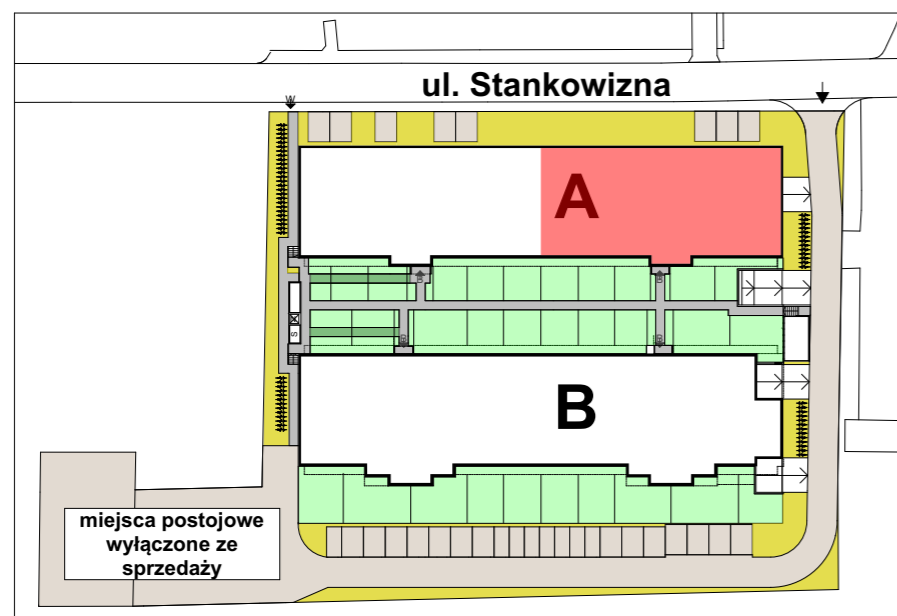 ul. Stankowizna
A
S
B
miejsca postojowe
wyłączone ze
sprzedaży